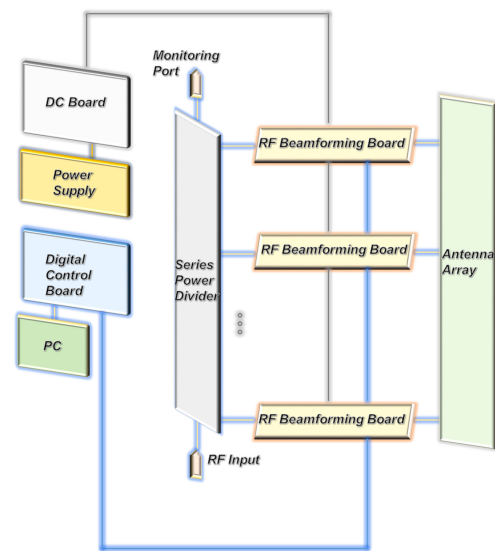 Monitoring
Port
DC Board
RF Beamforming Board
Power
Supply
Digital
Control
Board
Series
Power
Divider
RF Beamforming Board
Antenna
Array
PC
RF Beamforming Board
RF Input